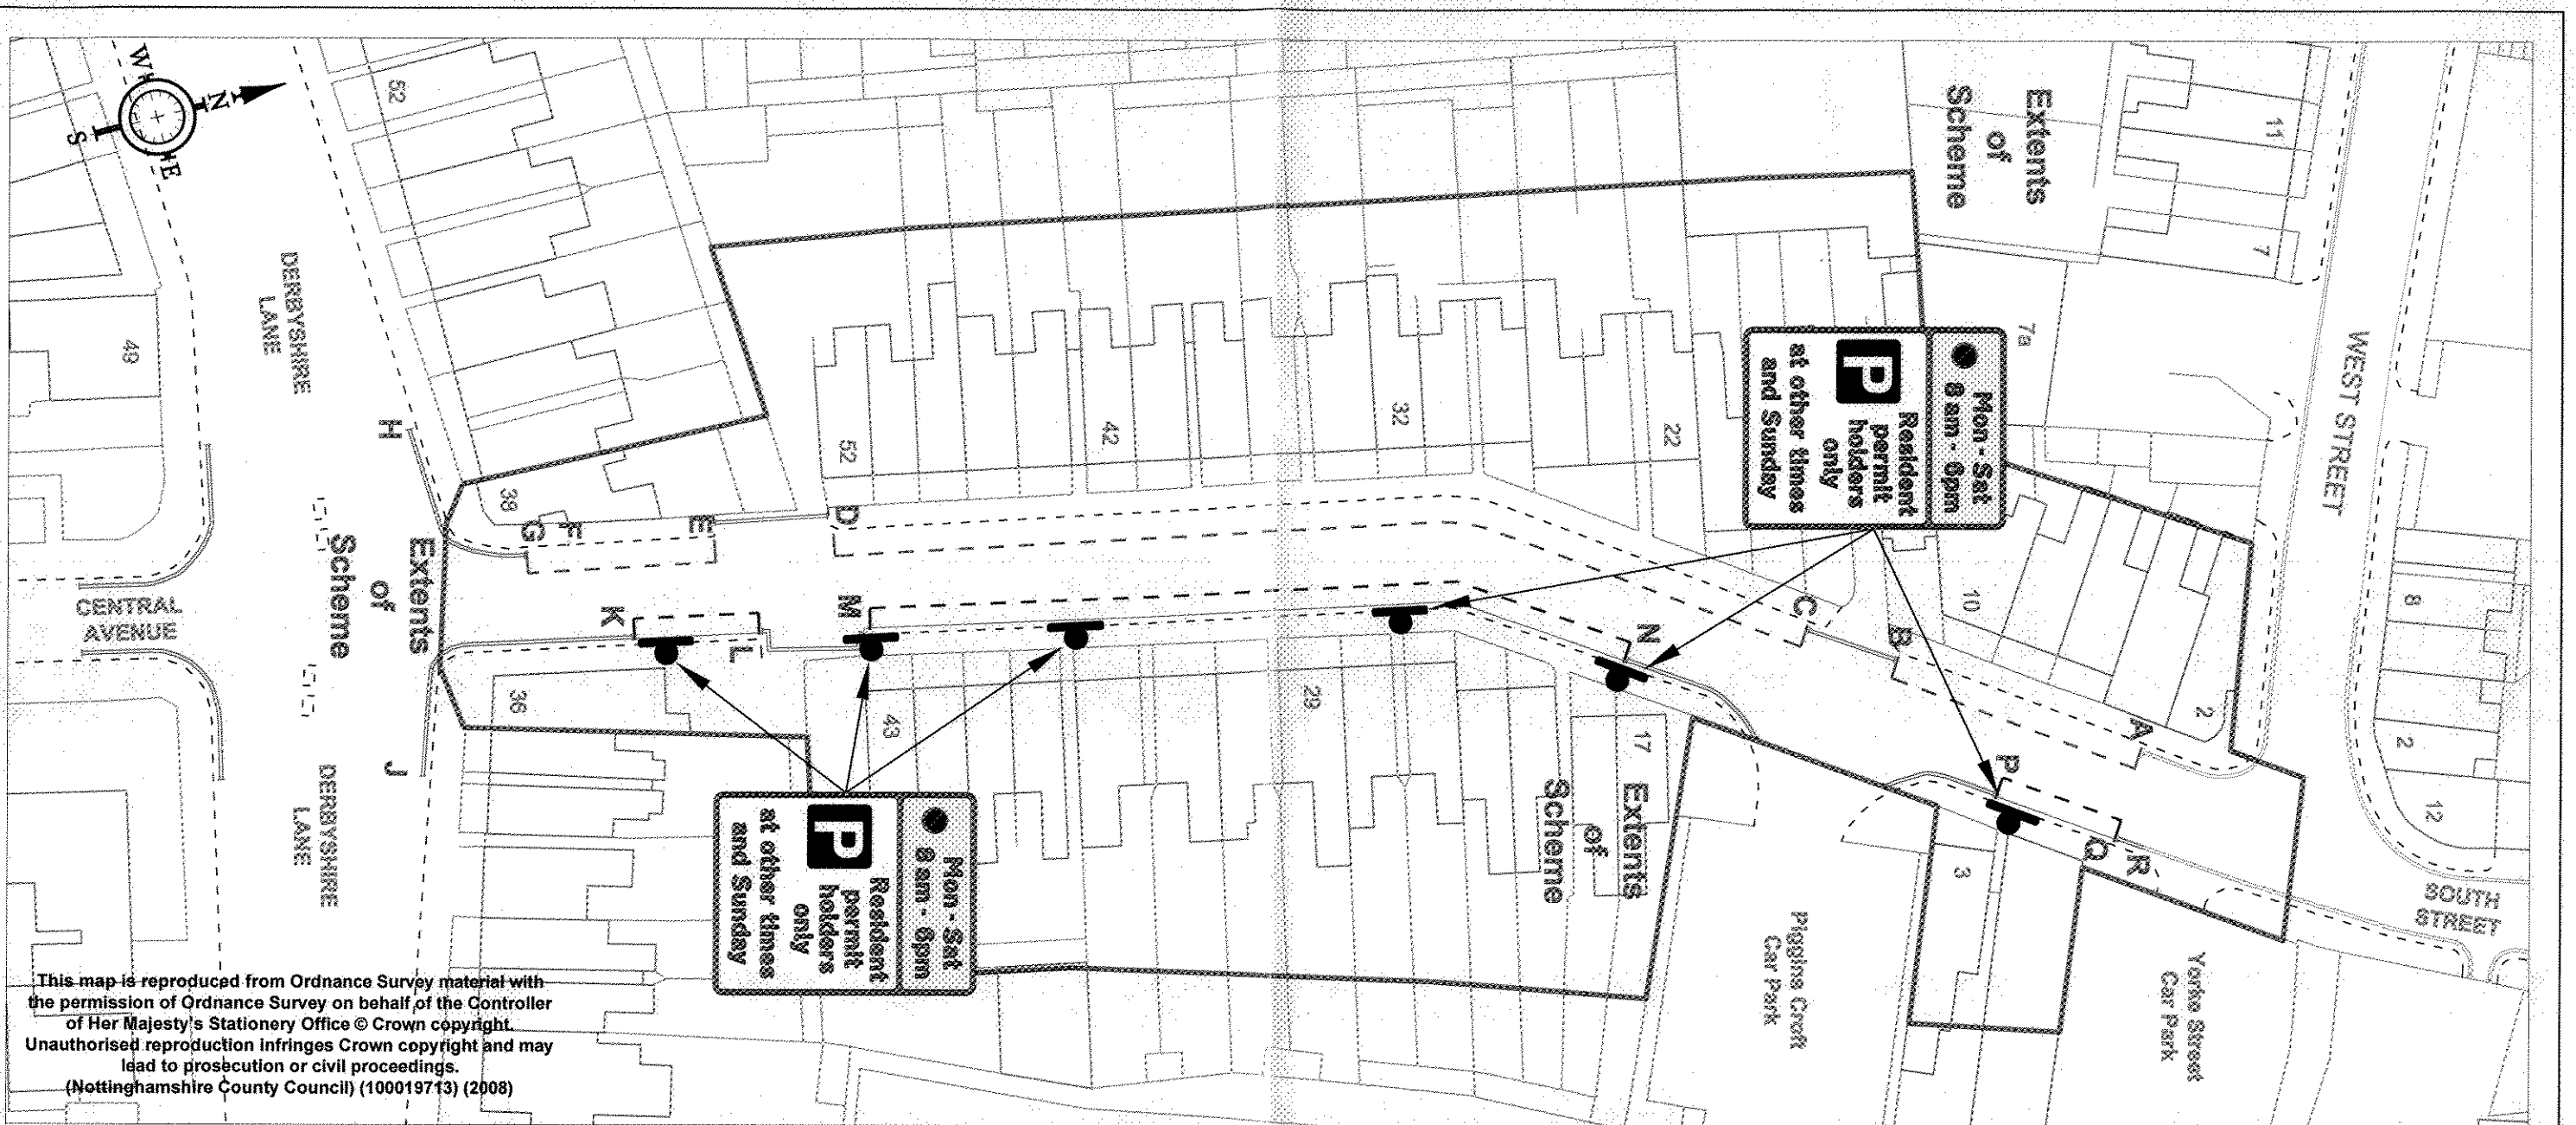 W
N
E
S
52
49
DERBYSHIRE
LANE
H
38
G
F
E
D
52
42
32
22
Extents
of
Scheme
11
7
7a
WEST STREET
Mon - Sat
8 am - 6pm
P Resident
permit
holders
only
at other times
and Sunday
10
2
8
2
12
C
B
A
CENTRAL
AVENUE
Extents
of
Scheme
K
L
M
N
P
Q
R
36
J
43
29
17
3
DERBYSHIRE
LANE
Mon - Sat
8 am - 6pm
P Resident
permit
holders
only
at other times
and Sunday
Extents
of
Scheme
Piggins Croft
Car Park
Yorke Street
Car Park
SOUTH
STREET
This map is reproduced from Ordnance Survey material with
the permission of Ordnance Survey on behalf of the Controller
of Her Majesty's Stationery Office © Crown copyright.
Unauthorised reproduction infringes Crown copyright and may
lead to prosecution or civil proceedings.
(Nottinghamshire County Council) (100019713) (2008)